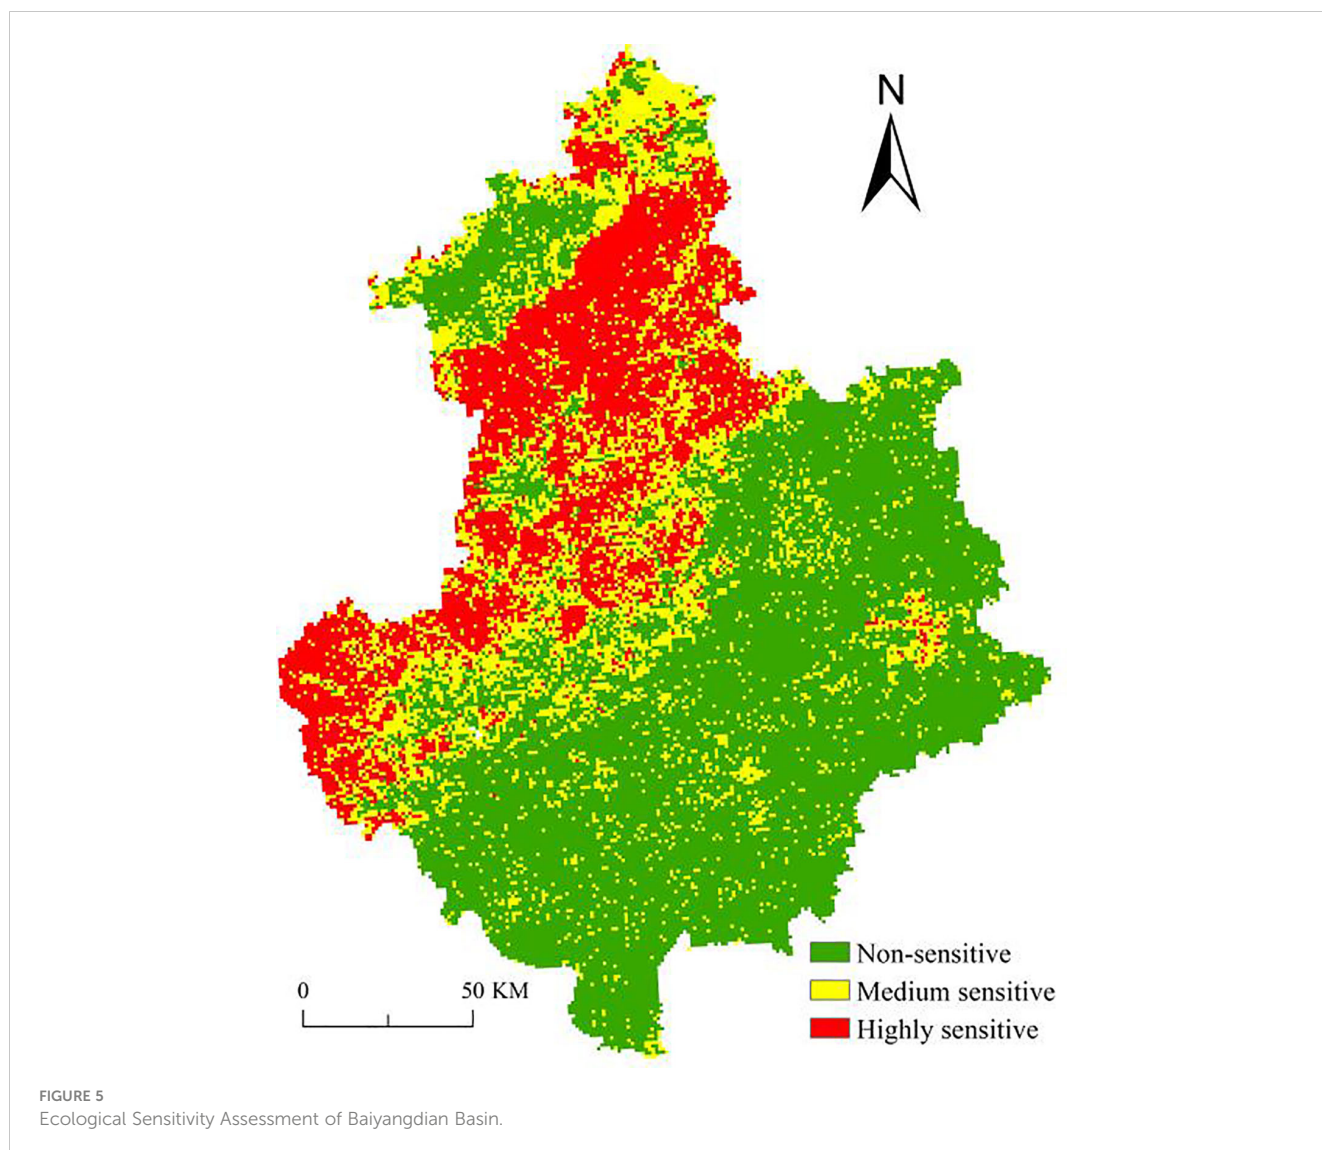 N
Non-sensitive
Medium sensitive
Highly sensitive
0 50 KM
FIGURE 5
Ecological Sensitivity Assessment of Baiyangdian Basin.